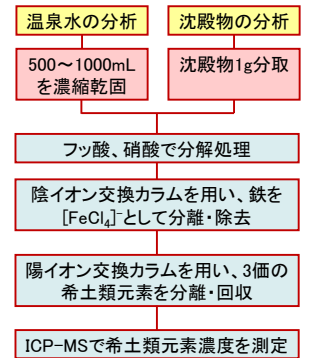 温泉水の分析
沈殿物の分析
500～1000mL
を濃縮乾固
沈殿物1g分取
フッ酸、硝酸で分解処理
陰イオン交換カラムを用い、鉄を
[FeCl₄]⁻として分離・除去
陽イオン交換カラムを用い、3価の
希土類元素を分離・回収
ICP-MSで希土類元素濃度を測定